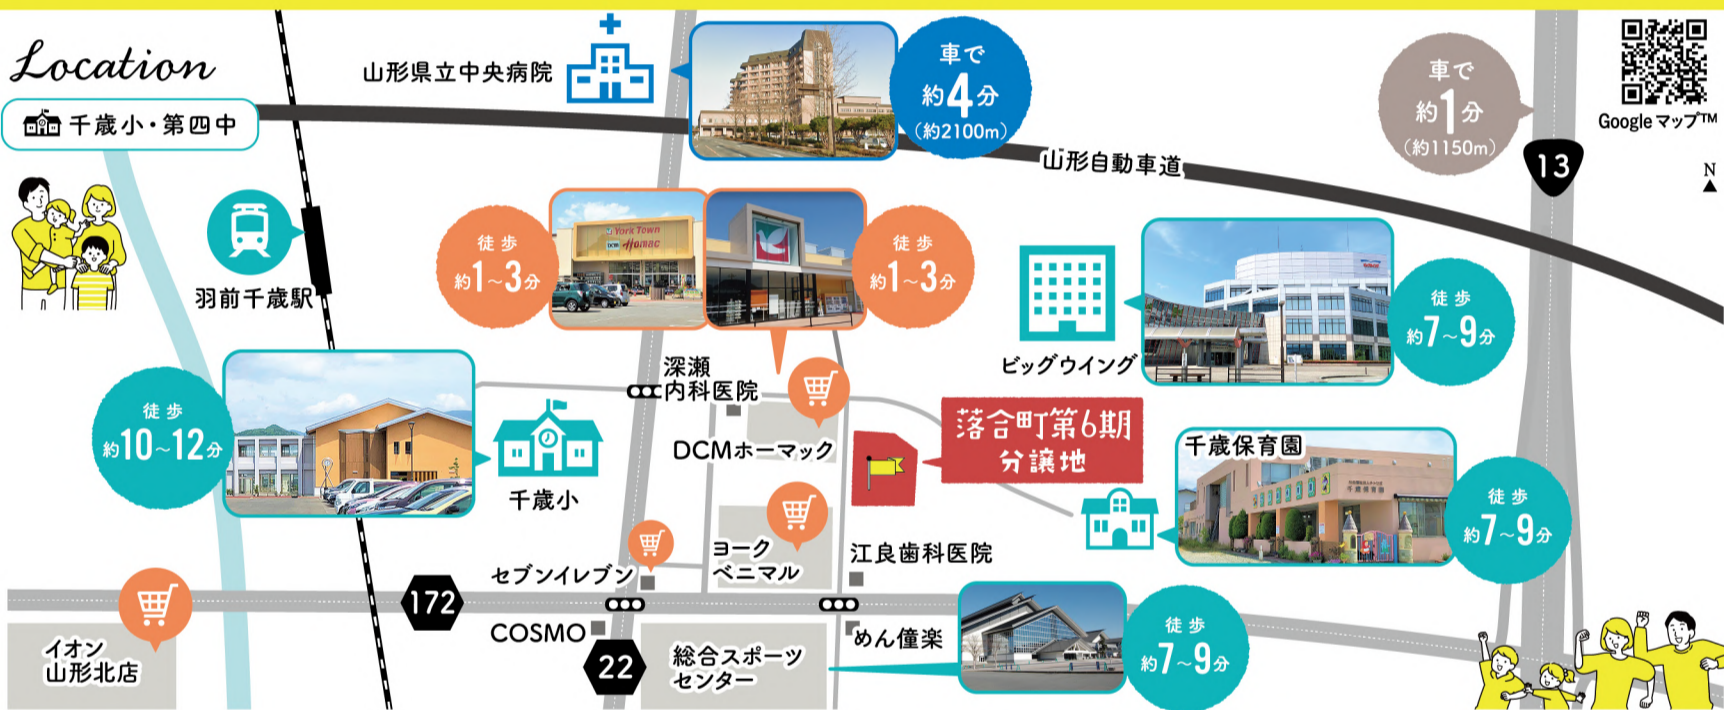 Location
千歳小・第四中
山形県立中央病院
車で
約4分
(約2100m)
車で
約1分
(約1150m)
Google マップ™
N
13
山形自動車道
羽前千歳駅
徒歩
約1~3分
York Town
DCM Homac
徒歩
約1~3分
ビッグウイング
徒歩
約7~9分
徒歩
約10~12分
千歳小
深瀬
内科医院
DCMホーマック
落合町第6期
分譲地
千歳保育園
千歳保育園
徒歩
約7~9分
セブンイレブン
ヨーク
ベニマル
江良歯科医院
172
COSMO
22
総合スポーツ
センター
めん僮楽
徒歩
約7~9分
イオン
山形北店